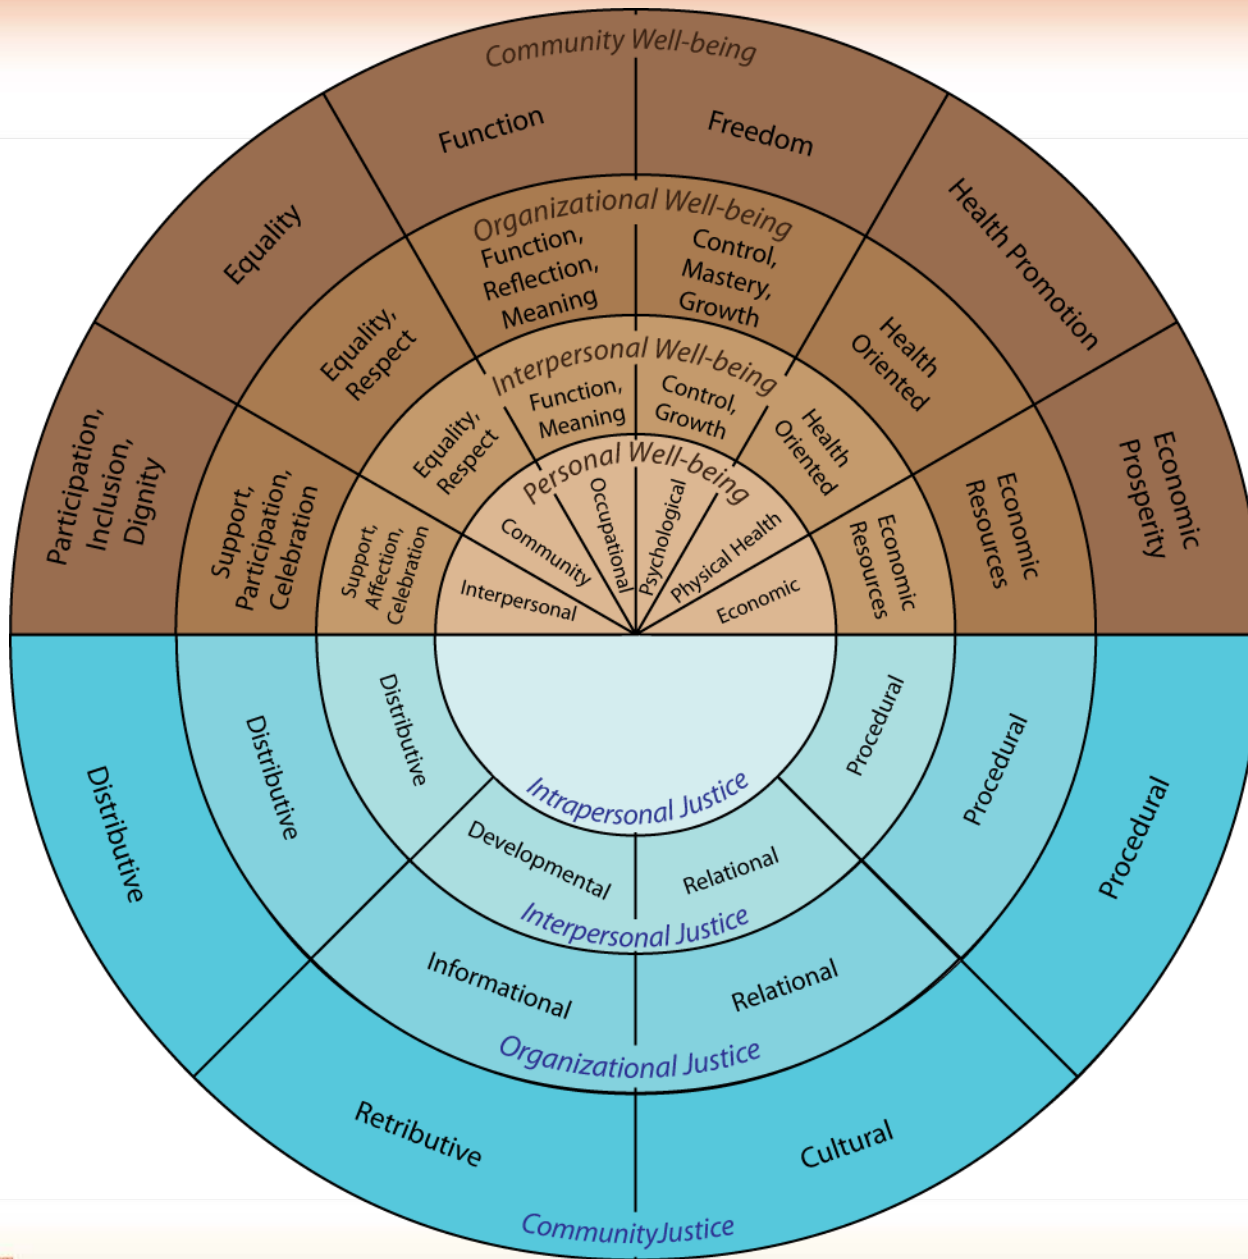 Community Well-being
Function
Freedom
Equality
Health Promotion
Participation,
Inclusion,
Dignity
Economic
Prosperity
Organizational Well-being
Function,
Reflection,
Meaning
Control,
Mastery,
Growth
Equality,
Respect
Health
Oriented
Support,
Participation,
Celebration
Economic
Resources
Interpersonal Well-being
Function,
Meaning
Control,
Growth
Equality,
Respect
Health
Oriented
Support,
Affection,
Celebration
Economic
Resources
Personal Well-being
Interpersonal
Community
Occupational
Psychological
Physical Health
Economic
Intrapersonal Justice
Distributive
Developmental
Relational
Procedural
Interpersonal Justice
Distributive
Informational
Relational
Procedural
Organizational Justice
Distributive
Retributive
Cultural
Procedural
CommunityJustice